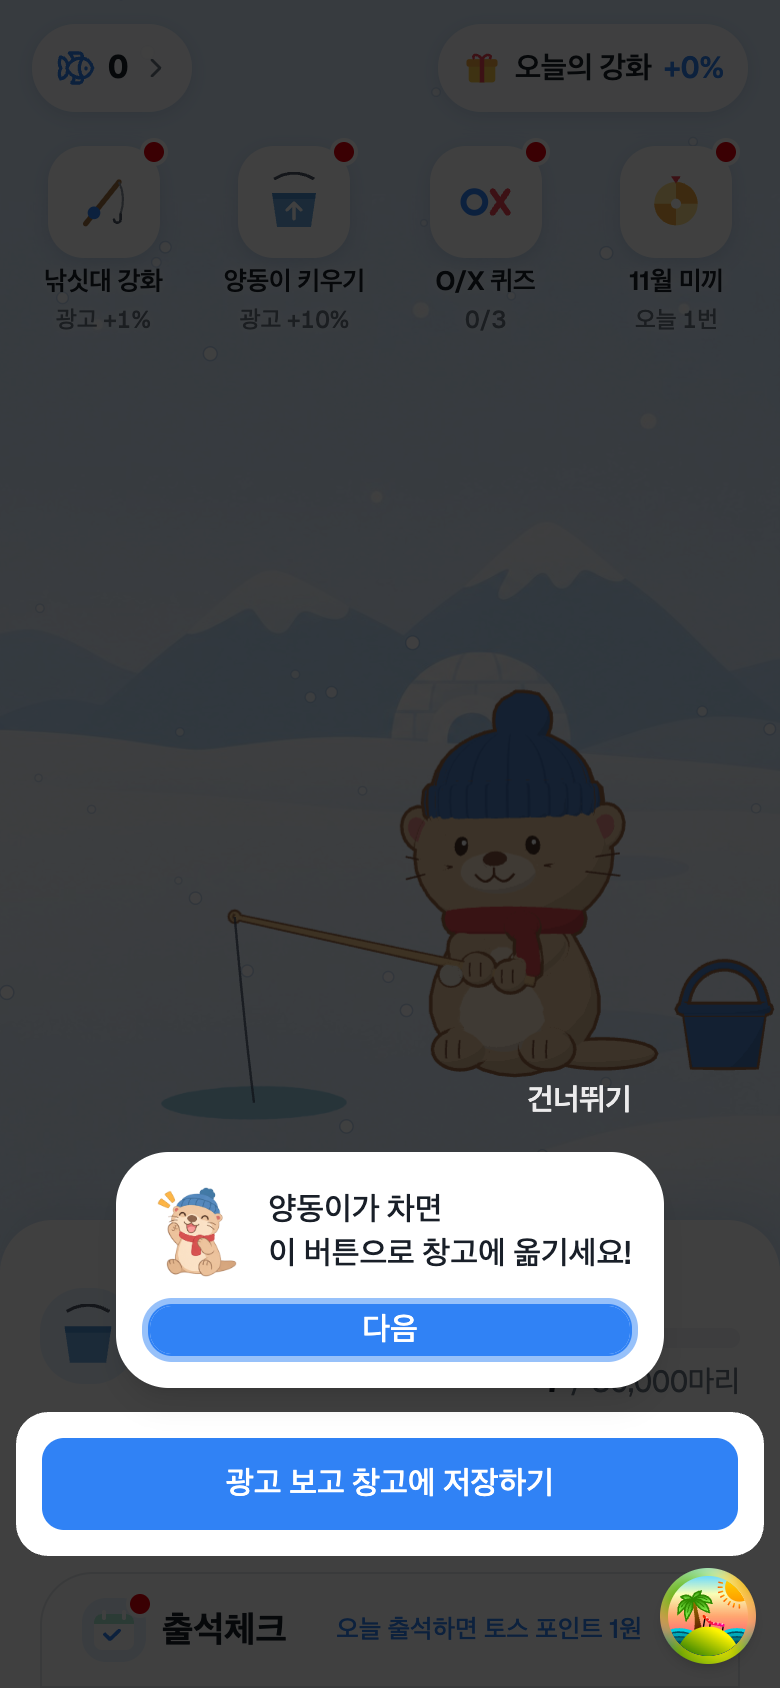 0
오늘의 강화 +0%
낚싯대 강화
광고 +1%
양동이 키우기
광고 +10%
OX
O/X 퀴즈
0/3
11월 미끼
오늘 1번
건너뛰기
양동이가 차면
이 버튼으로 창고에 옮기세요!
다음
,000마리
광고 보고 창고에 저장하기
출석체크
오늘 출석하면 토스 포인트 1원